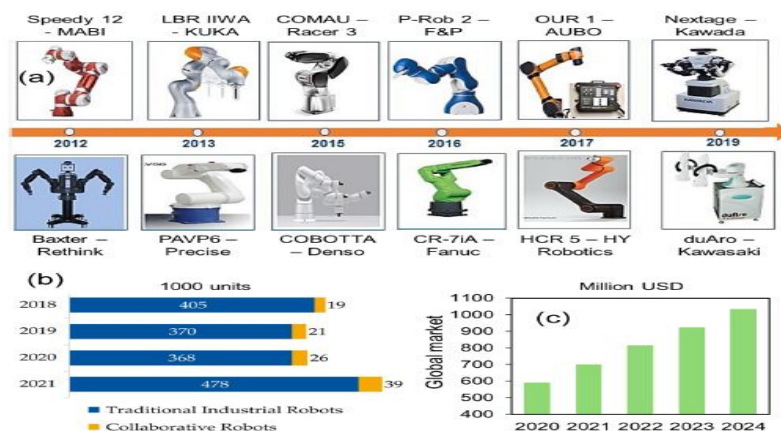 Speedy 12
- MABI
LBR IIWA
- KUKA
COMAU –
Racer 3
P-Rob 2 –
F&P
OUR 1 –
AUBO
Nextage –
Kawada
(a)
KAWADA
2012
2013
2015
2016
2017
2019
duAro
Baxter –
Rethink
PAVP6 –
Precise
COBOTTA
– Denso
CR-7iA –
Fanuc
HCR 5 – HY
Robotics
duAro –
Kawasaki
(b)
1000 units
2018
405
19
2019
370
21
2020
368
26
2021
478
39
Traditional Industrial Robots
Collaborative Robots
Million USD
(c)
Global market
1100
1000
900
800
700
600
500
400
2020 2021 2022 2023 2024